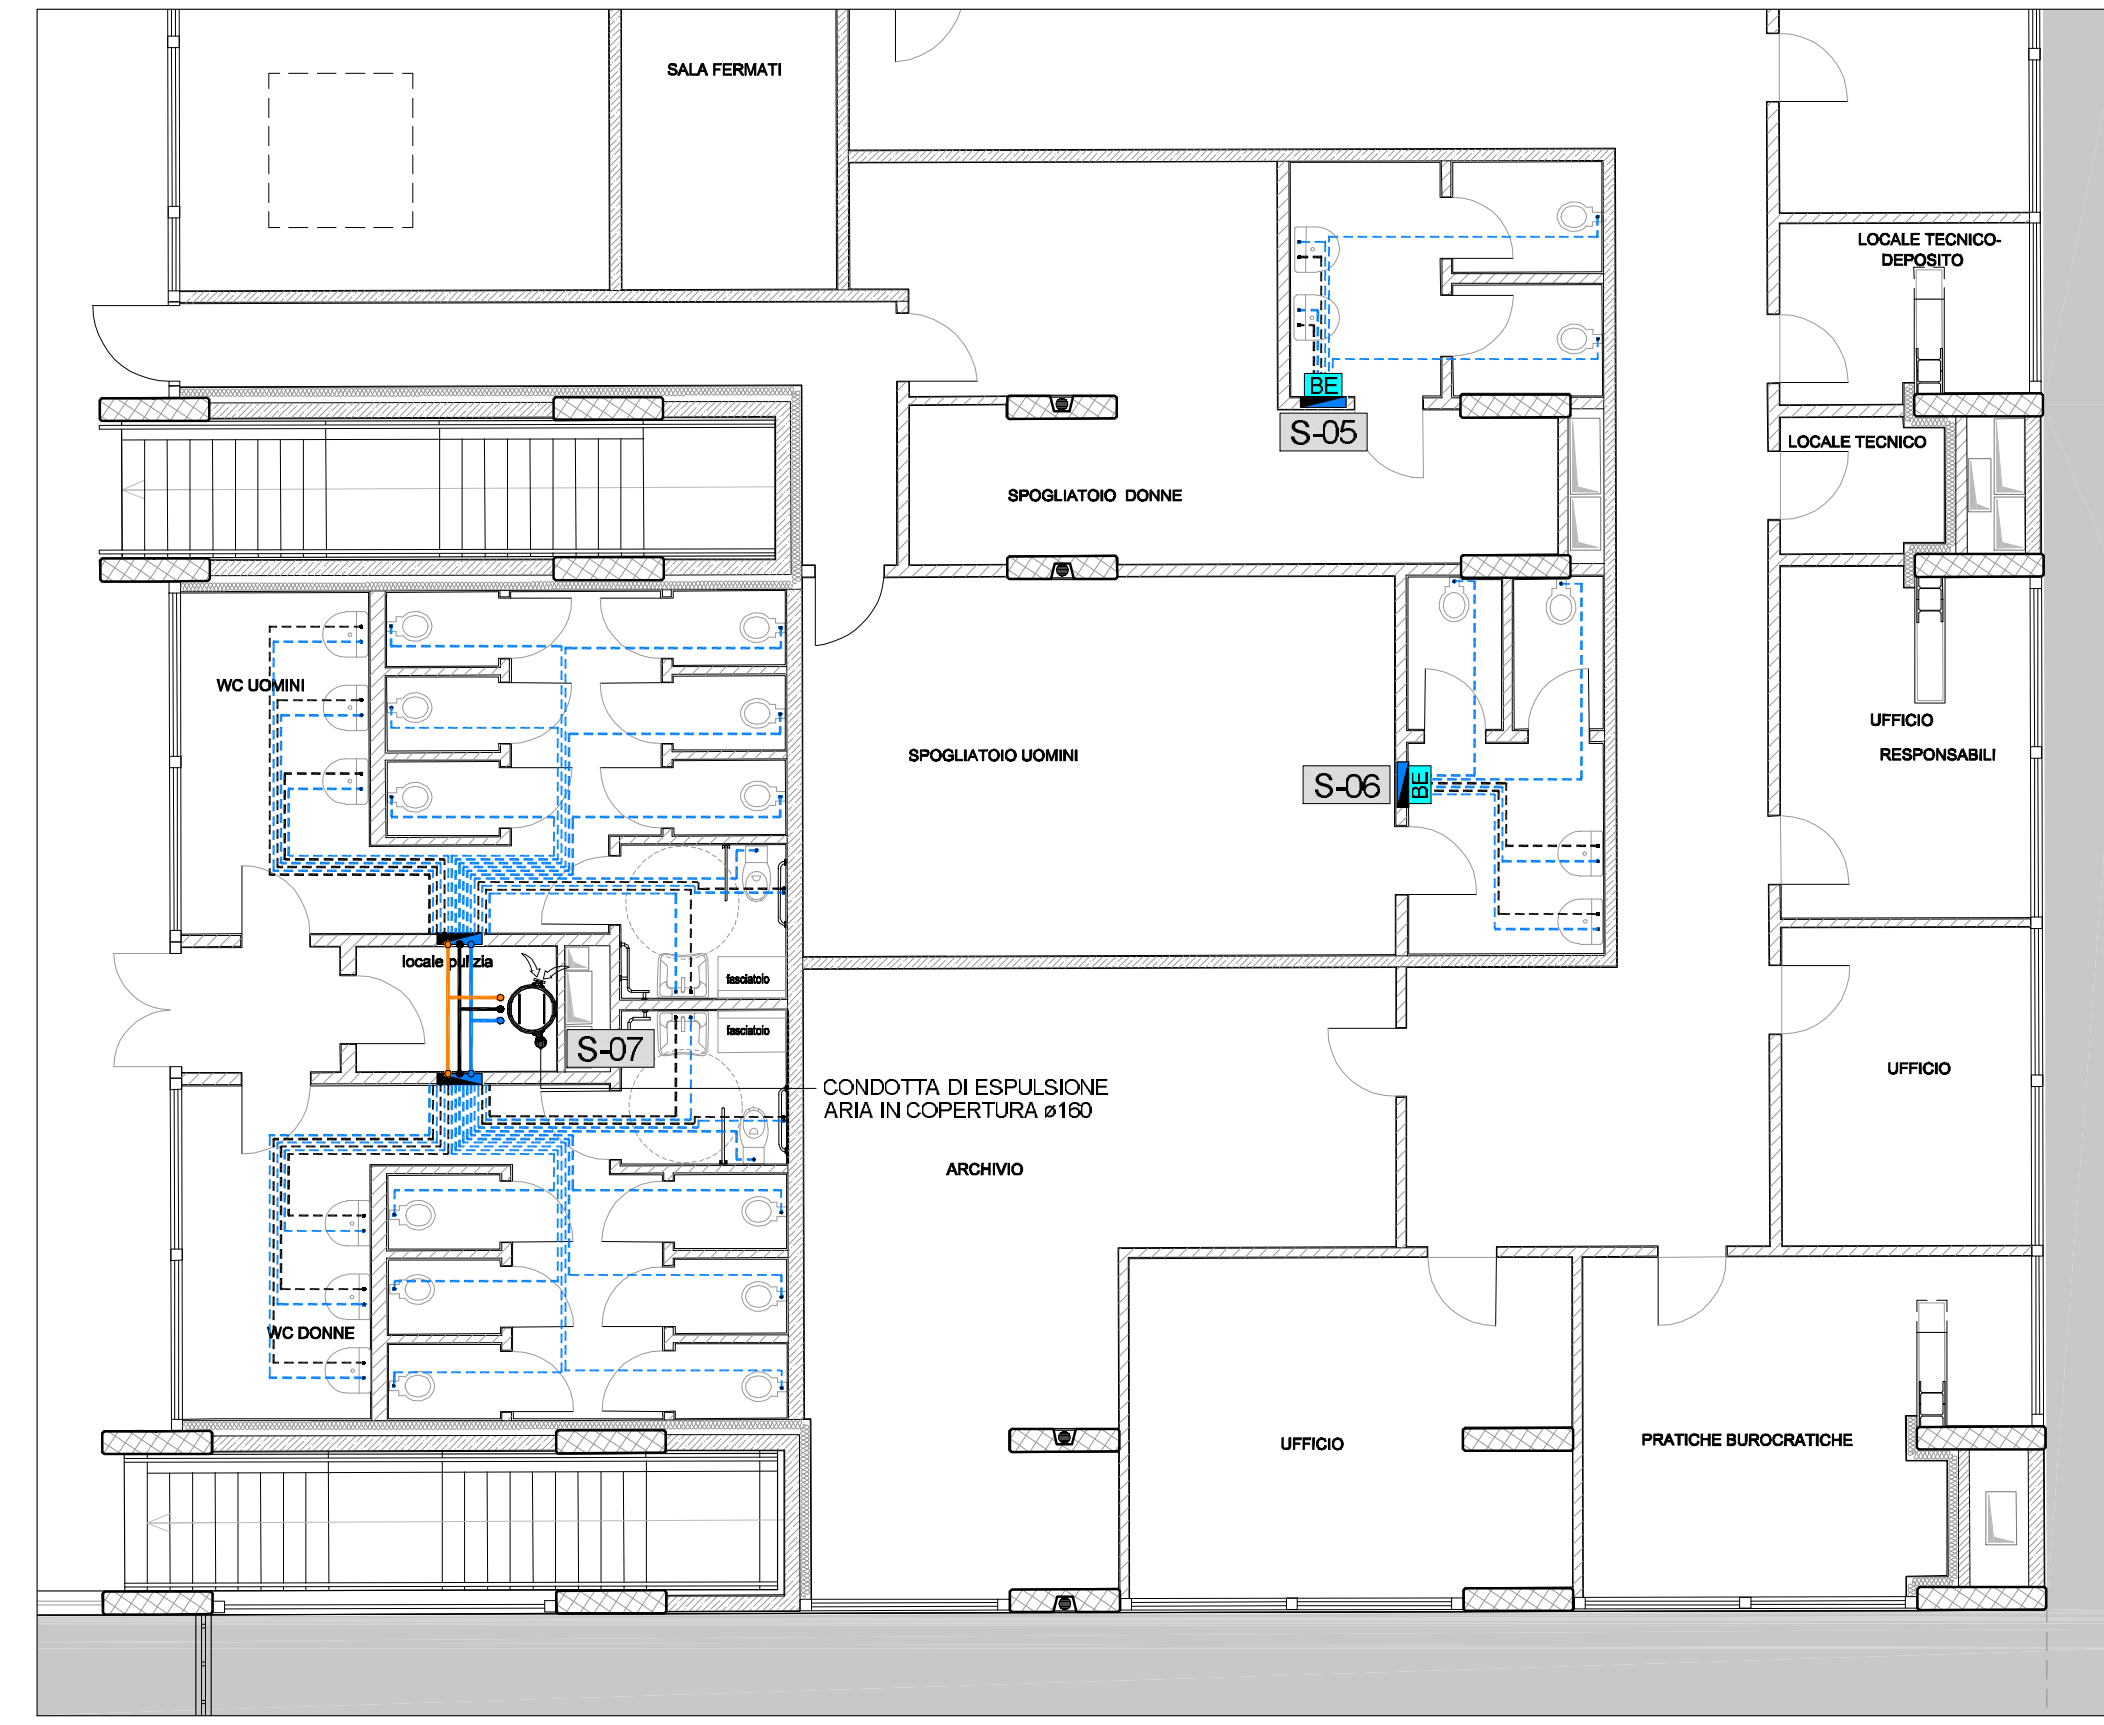 SALA FERMATI
LOCALE TECNICO-
DEPOSITO
BE
S-05
LOCALE TECNICO
SPOGLIATOIO DONNE
WC UOMINI
UFFICIO
RESPONSABILI
SPOGLIATOIO UOMINI
S-06
BE
locale pulizia
fasciatoio
fasciatoio
S-07
UFFICIO
CONDOTTA DI ESPULSIONE
ARIA IN COPERTURA ø160
ARCHIVIO
WC DONNE
UFFICIO
PRATICHE BUROCRATICHE